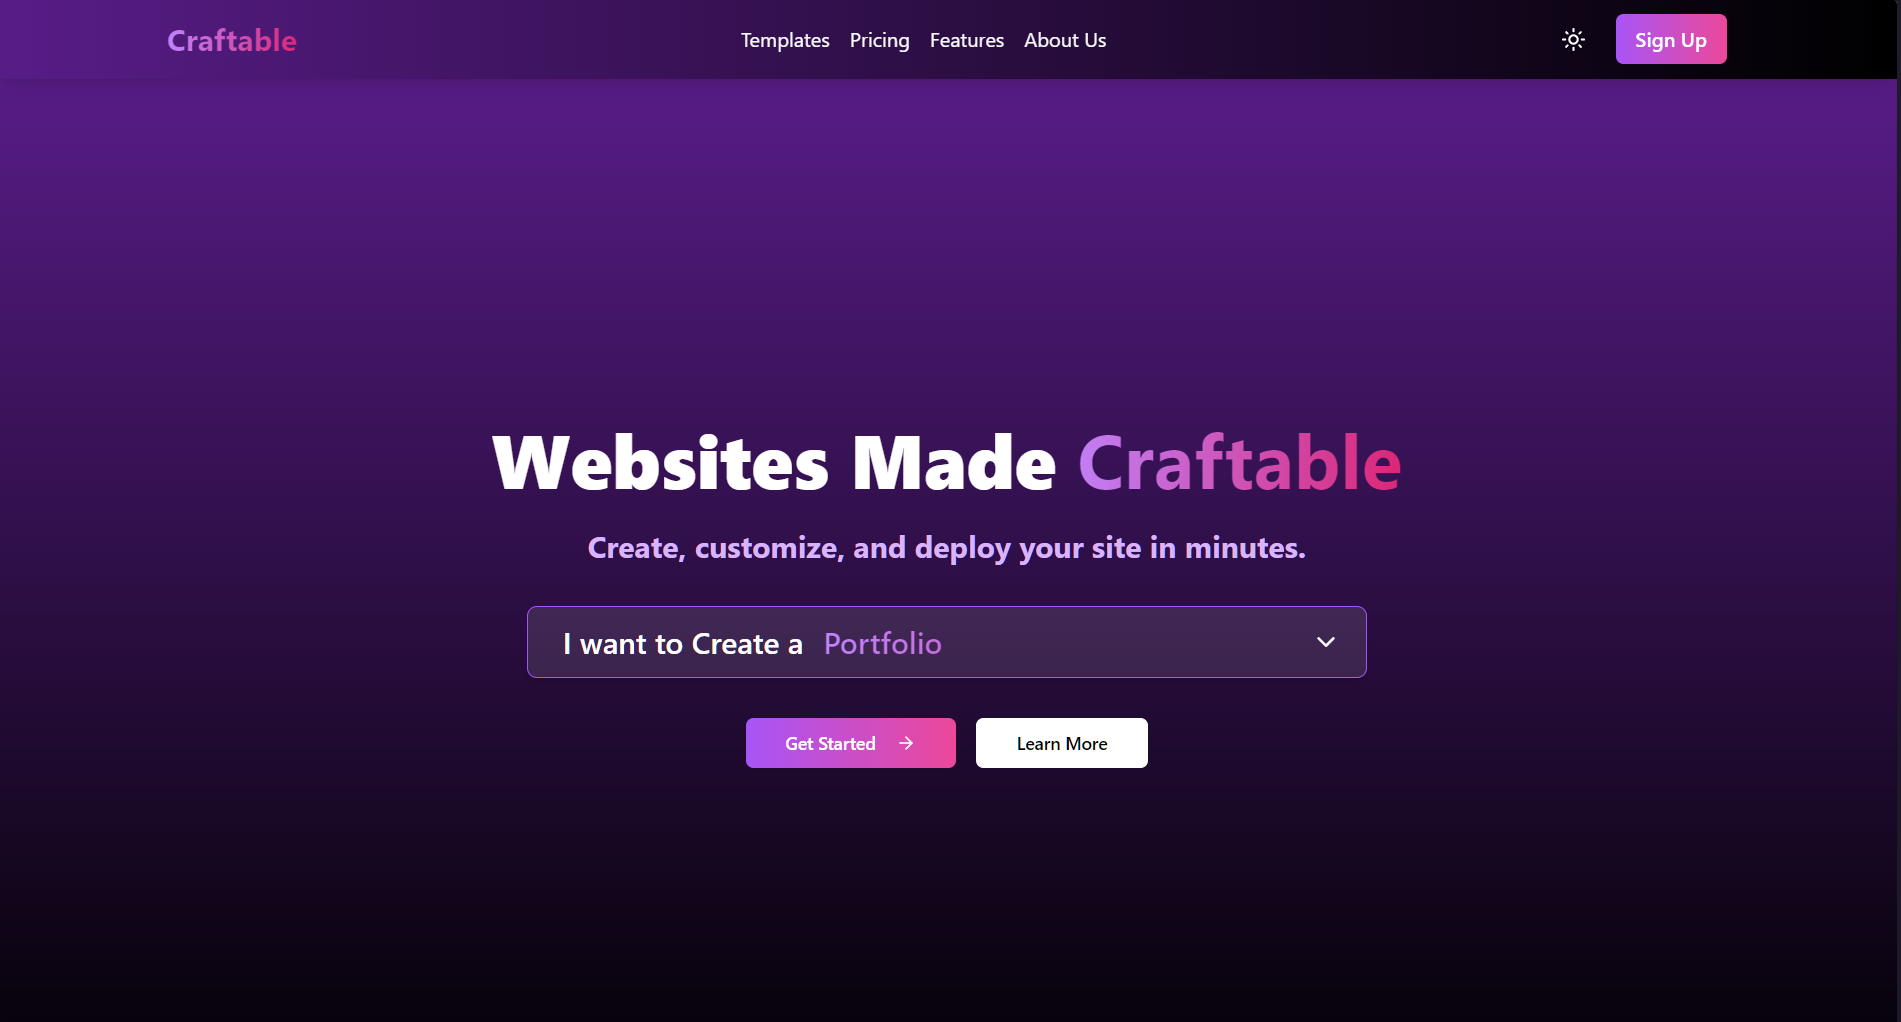 Craftable
Templates Pricing Features About Us
Sign Up
Websites Made Craftable
Create, customize, and deploy your site in minutes.
I want to Create a Portfolio
Get Started
Learn More